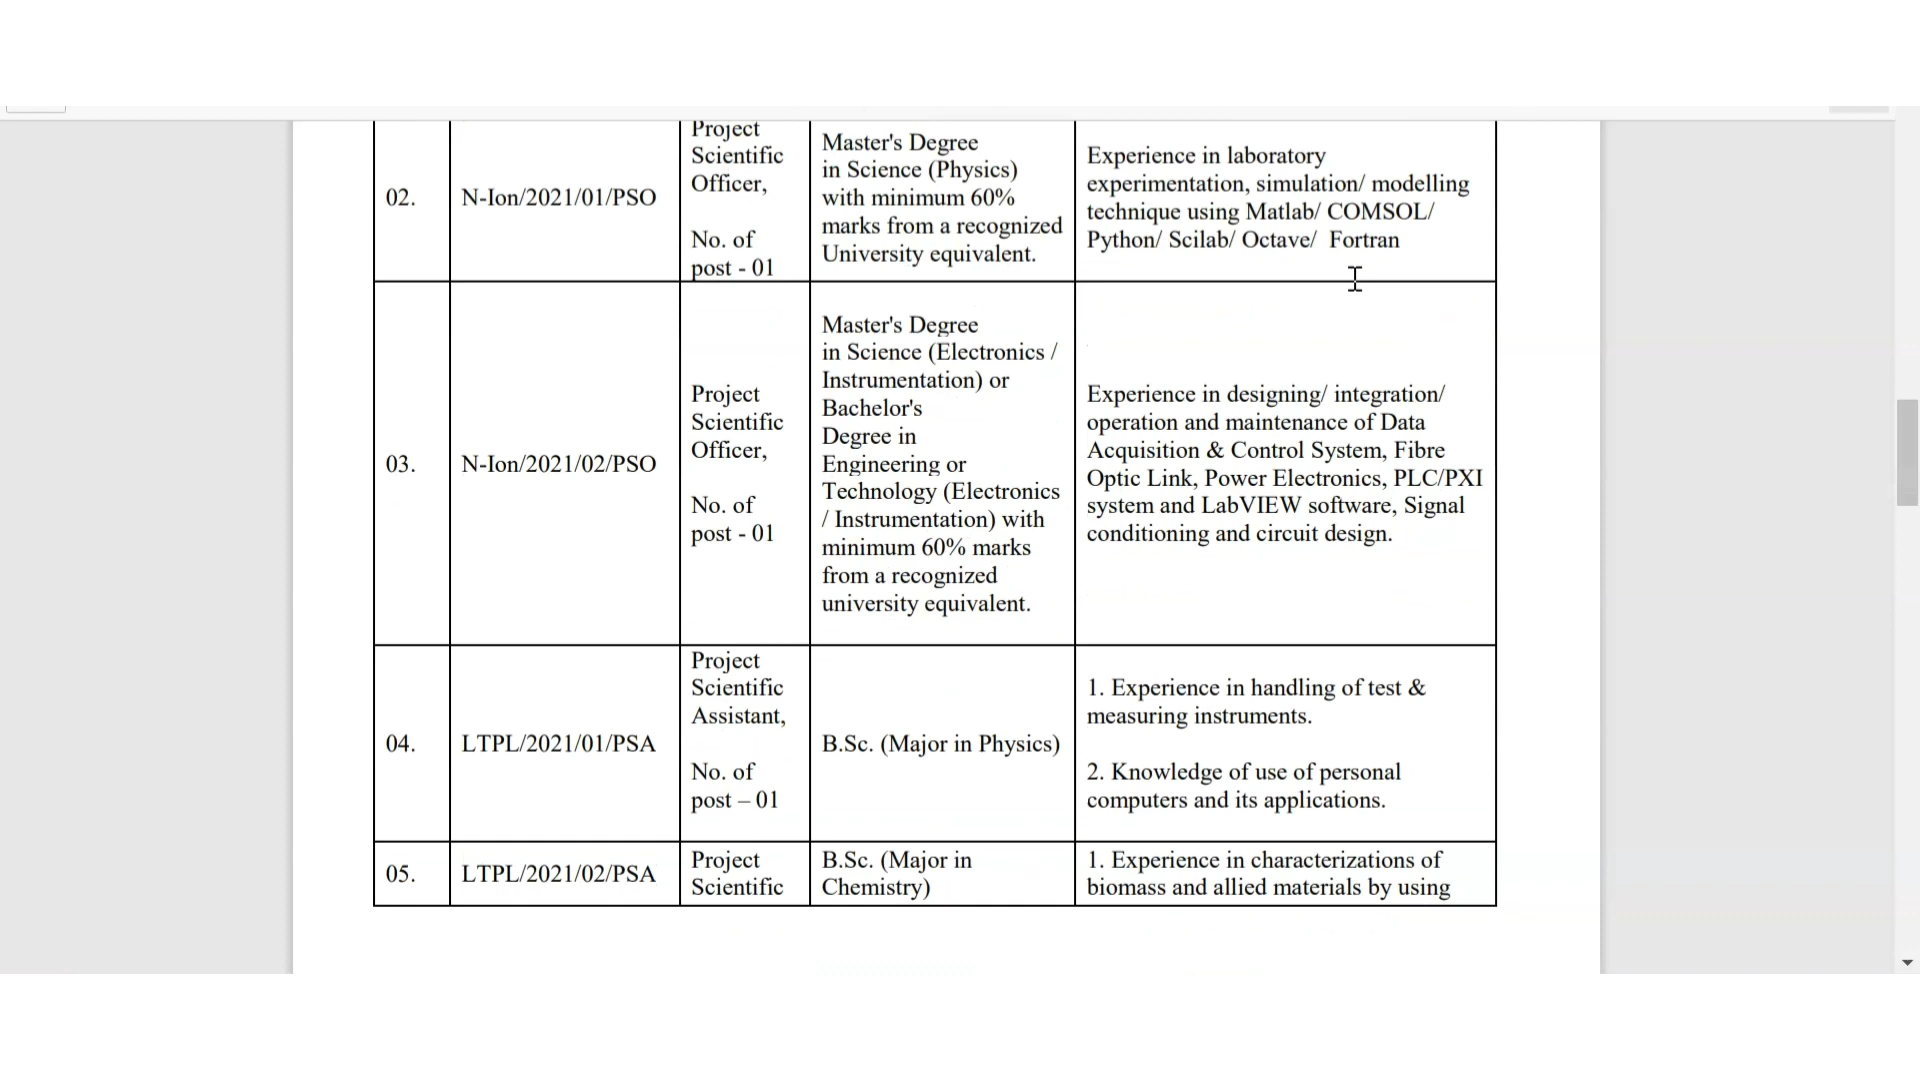 02.
N-Ion/2021/01/PSO
Project
Scientific
Officer,
No. of
post - 01
Master's Degree
in Science (Physics)
with minimum 60%
marks from a recognized
University equivalent.
Experience in laboratory
experimentation, simulation/ modelling
technique using Matlab/ COMSOL/
Python/ Scilab/ Octave/ Fortran
03.
N-Ion/2021/02/PSO
Project
Scientific
Officer,
No. of
post - 01
Master's Degree
in Science (Electronics /
Instrumentation) or
Bachelor's
Degree in
Engineering or
Technology (Electronics
/ Instrumentation) with
minimum 60% marks
from a recognized
university equivalent.
Experience in designing/ integration/
operation and maintenance of Data
Acquisition & Control System, Fibre
Optic Link, Power Electronics, PLC/PXI
system and LabVIEW software, Signal
conditioning and circuit design.
04.
LTPL/2021/01/PSA
Project
Scientific
Assistant,
No. of
post – 01
B.Sc. (Major in Physics)
1. Experience in handling of test &
measuring instruments.
2. Knowledge of use of personal
computers and its applications.
05.
LTPL/2021/02/PSA
Project
Scientific
B.Sc. (Major in
Chemistry)
1. Experience in characterizations of
biomass and allied materials by using